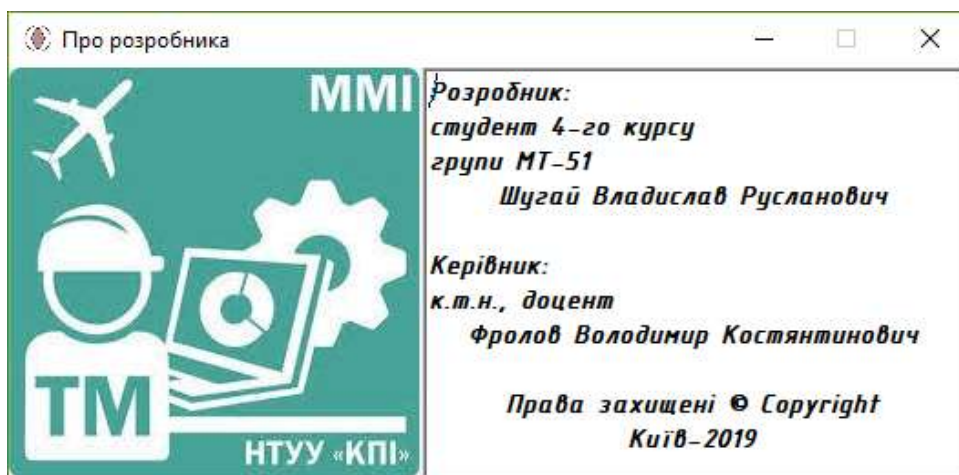 Про розробника
ММІ
ТМ
НТУУ «КПІ»
Розробник:
студент 4-го курсу
групи МТ-51
Шугай Владислав Русланович
Керівник:
к.т.н., доцент
Фролов Володимир Костянтинович
Права захищені © Copyright
Київ-2019